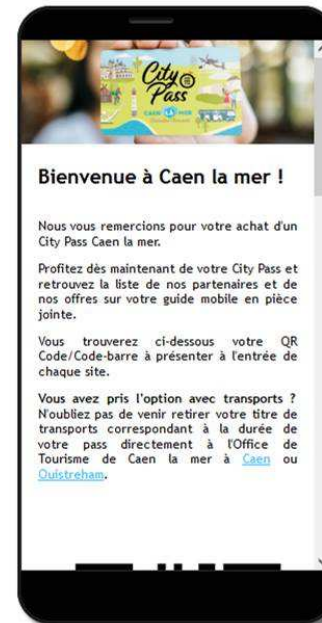 City
Pass
CAEN LA MER
Bienvenue à Caen la mer !
Nous vous remercions pour votre achat d'un
City Pass Caen la mer.
Profitez dès maintenant de votre City Pass et
retrouvez la liste de nos partenaires et de
nos offres sur votre guide mobile en pièce
jointe.
Vous trouverez ci-dessous votre QR
Code/Code-barre à présenter à l'entrée de
chaque site.
Vous avez pris l'option avec transports ?
N'oubliez pas de venir retirer votre titre de
transports correspondant à la durée de
votre pass directement à l'Office de
Tourisme de Caen la mer à Caen ou
Ouistreham.